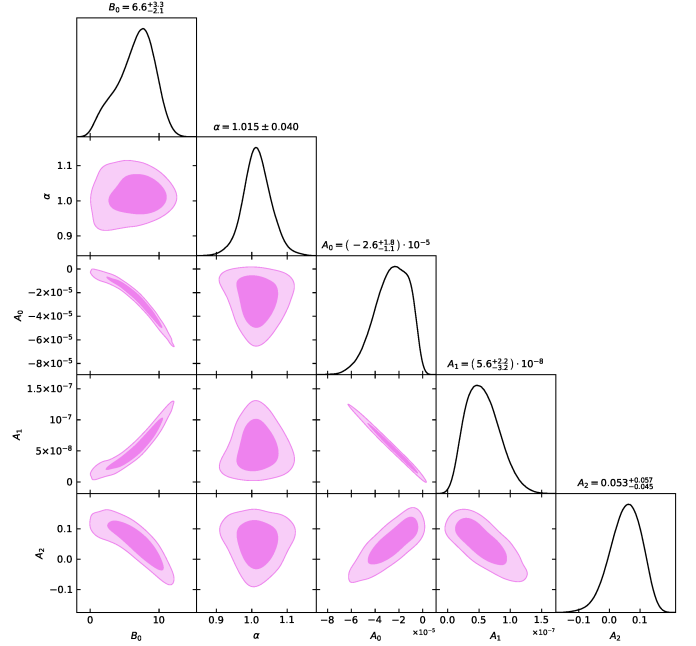 B₀ = 6.6⁺³·³₋₂.₁
α = 1.015 ± 0.040
1.1
1.0
0.9
α
A₀ = ( − 2.6⁺¹·⁸₋₁.₁) · 10⁻⁵
0
−2×10⁻⁵
−4×10⁻⁵
−6×10⁻⁵
−8×10⁻⁵
A₀
A₁ = (5.6⁺²·²₋₃.₂) · 10⁻⁸
1.5×10⁻⁷
10⁻⁷
5×10⁻⁸
0
A₁
A₂ = 0.053⁺⁰·⁰⁵⁷₋₀.₀₄₅
0.1
0.0
−0.1
A₂
0 10 0.9 1.0 1.1 −8 −6 −4 −2 0 0.0 0.5 1.0 1.5 −0.1 0.0 0.1
×10⁻⁵ ×10⁻⁷
B₀ α A₀ A₁ A₂